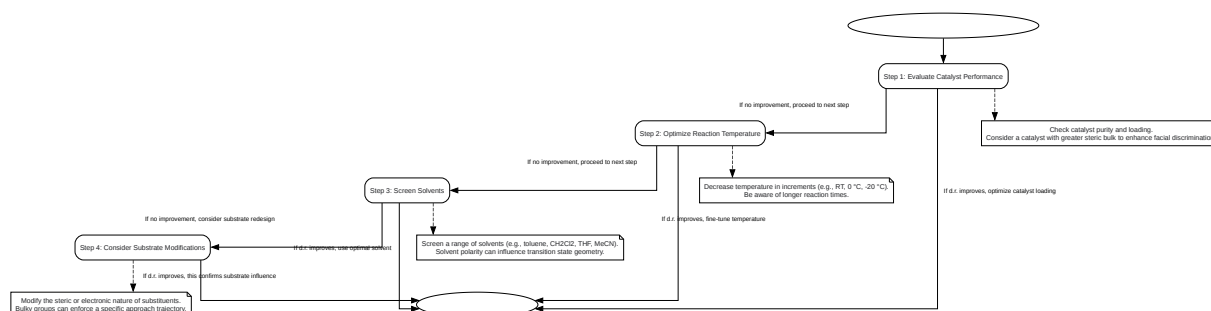 Step 1: Evaluate Catalyst Performance
If no improvement, proceed to next step
Check catalyst purity and loading.
Consider a catalyst with greater steric bulk to enhance facial discrimination
Step 2: Optimize Reaction Temperature
If no improvement, proceed to next step
Step 3: Screen Solvents
Decrease temperature in increments (e.g., RT, 0 °C, -20 °C).
Be aware of longer reaction times.
If d.r. improves, optimize catalyst loading
If no improvement, consider substrate redesign
If d.r. improves, fine-tune temperature
Step 4: Consider Substrate Modifications
If d.r. improves, use optimal solvent
Screen a range of solvents (e.g., toluene, CH2Cl2, THF, MeCN).
Solvent polarity can influence transition state geometry.
If d.r. improves, this confirms substrate influence
Modify the steric or electronic nature of substituents.
Bulky groups can enforce a specific approach trajectory.